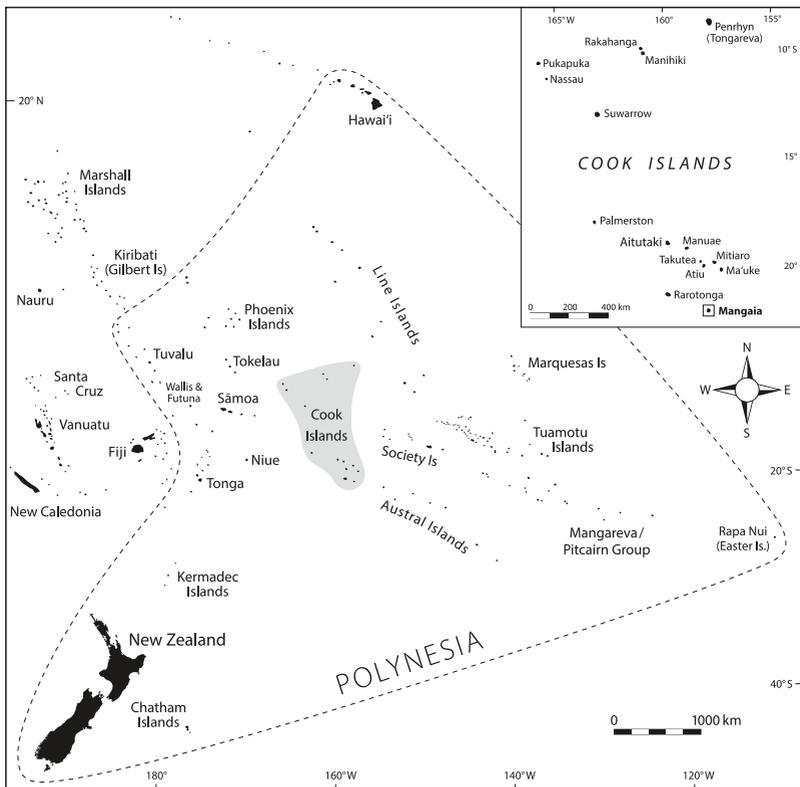 165°W
160°
155°
Penrhyn
(Tongareva)
10° S
Rakahanga
Manihiki
Pukapuka
Nassau
Suwarrow
COOK ISLANDS
15°
Palmerston
Aitutaki
Manuae
Takutea
Mitiaro
Atiu
Ma'uke
20°
Rarotonga
0 200 400 km
Mangaia
20° N
Hawai'i
Marshall
Islands
Kiribati
(Gilbert Is)
Nauru
Line Islands
Phoenix
Islands
Tuvalu
Tokelau
Marquesas Is
N
W E
S
Santa
Cruz
Wallis &
Futuna
Sāmoa
Vanuatu
Cook
Islands
Tuamotu
Islands
Fiji
Niue
Society Is
20° S
Tonga
New Caledonia
Austral Islands
Mangareva/
Pitcairn Group
Rapa Nui
(Easter Is.)
Kermadec
Islands
New Zealand
POLYNESIA
40° S
Chatham
Islands
0 1000 km
180°
160°W
140°W
120°W